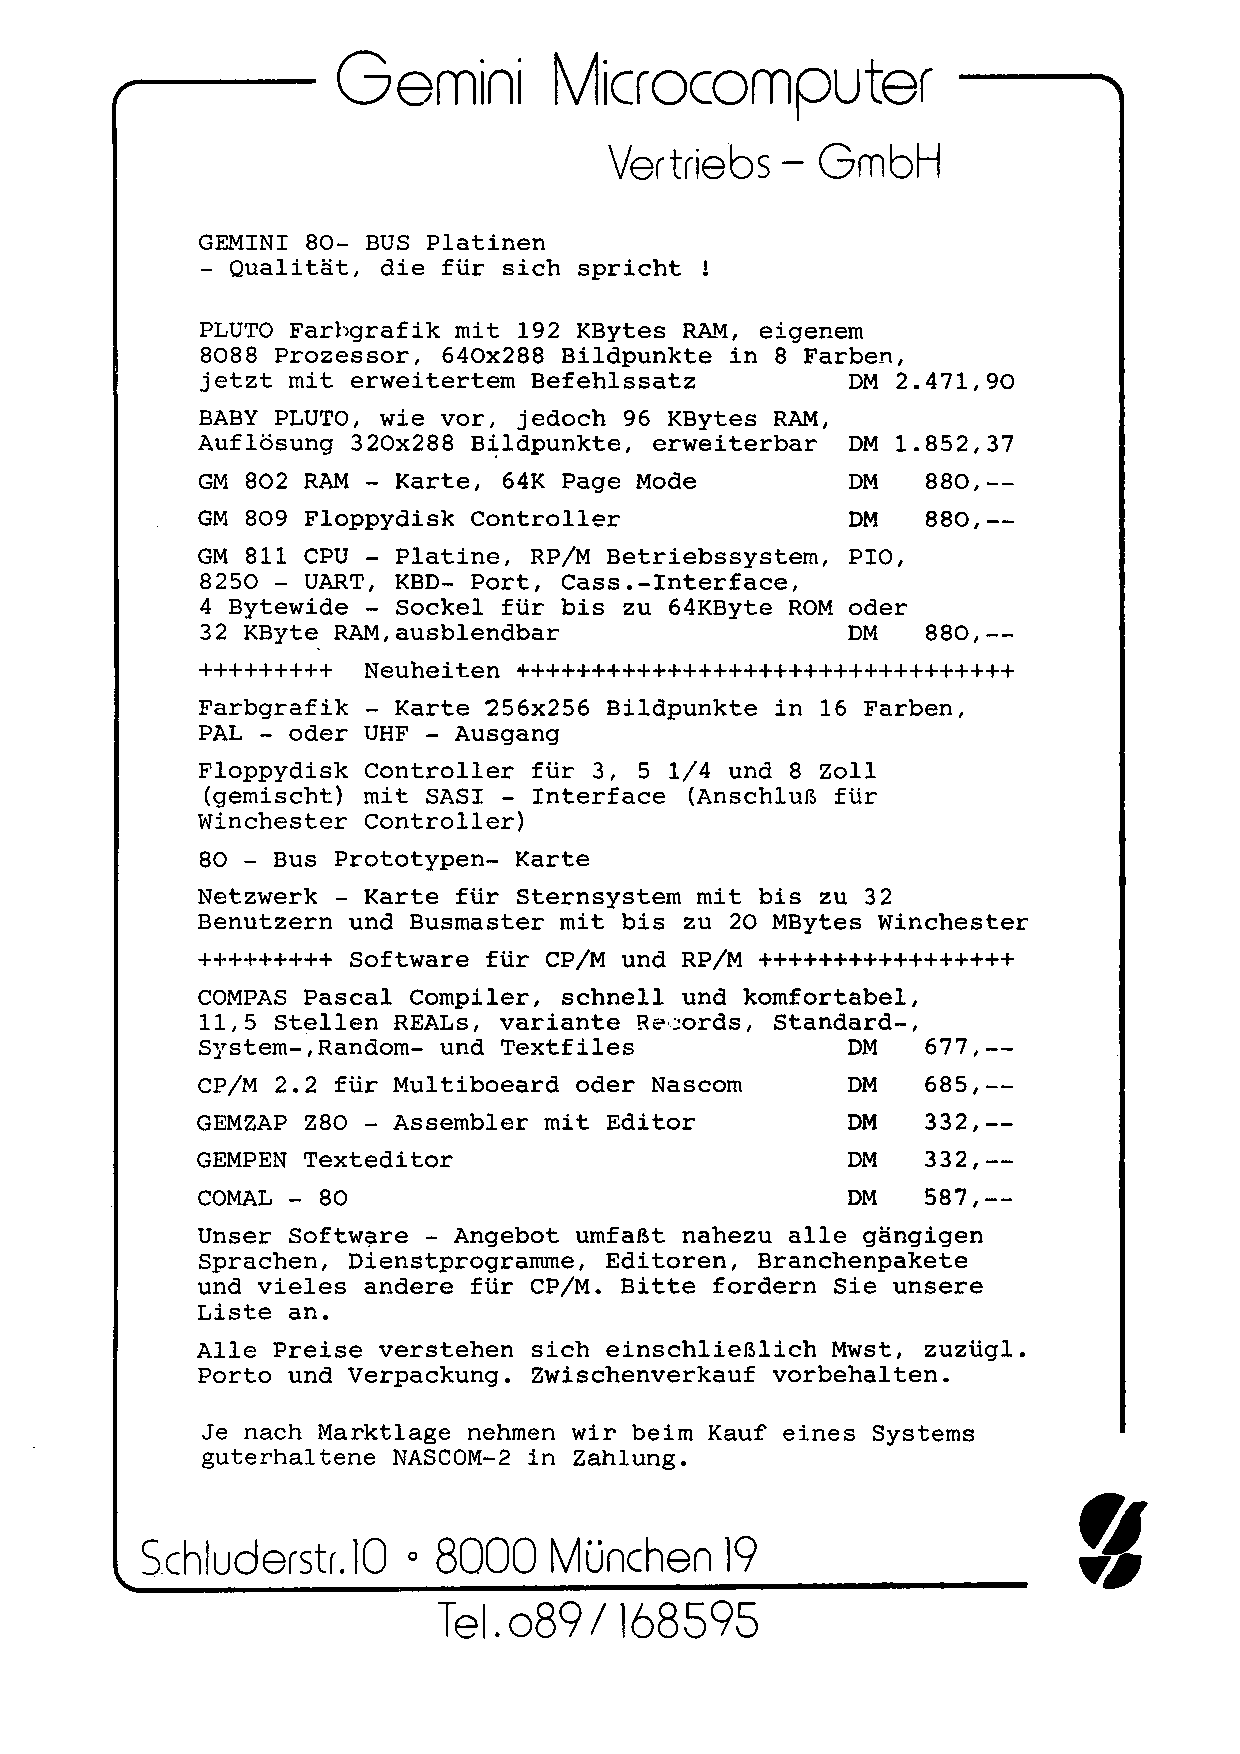 Gemini Microcomputer
Vertriebs - GmbH
GEMINI 80- BUS Platinen
- Qualität, die für sich spricht !
PLUTO Farbgrafik mit 192 KBytes RAM, eigenem
8088 Prozessor, 640x288 Bildpunkte in 8 Farben,
jetzt mit erweitertem Befehlssatz DM 2.471,90
BABY PLUTO, wie vor, jedoch 96 KBytes RAM,
Auflösung 320x288 Bildpunkte, erweiterbar DM 1.852,37
GM 802 RAM - Karte, 64K Page Mode DM 880,--
GM 809 Floppydisk Controller DM 880,--
GM 811 CPU - Platine, RP/M Betriebssystem, PIO,
8250 - UART, KBD- Port, Cass.-Interface,
4 Bytewide - Sockel für bis zu 64KByte ROM oder
32 KByte RAM,ausblendbar DM 880,--
+++++++++ Neuheiten +++++++++++++++++++++++++++++++++
Farbgrafik - Karte 256x256 Bildpunkte in 16 Farben,
PAL - oder UHF - Ausgang
Floppydisk Controller für 3, 5 1/4 und 8 Zoll
(gemischt) mit SASI - Interface (Anschluß für
Winchester Controller)
80 - Bus Prototypen- Karte
Netzwerk - Karte für Sternsystem mit bis zu 32
Benutzern und Busmaster mit bis zu 20 MBytes Winchester
+++++++++ Software für CP/M und RP/M +++++++++++++++++
COMPAS Pascal Compiler, schnell und komfortabel,
11,5 Stellen REALs, variante Records, Standard-,
System-,Random- und Textfiles DM 677,--
CP/M 2.2 für Multiboeard oder Nascom DM 685,--
GEMZAP Z80 - Assembler mit Editor DM 332,--
GEMPEN Texteditor DM 332,--
COMAL - 80 DM 587,--
Unser Software - Angebot umfaßt nahezu alle gängigen
Sprachen, Dienstprogramme, Editoren, Branchenpakete
und vieles andere für CP/M. Bitte fordern Sie unsere
Liste an.
Alle Preise verstehen sich einschließlich Mwst, zuzügl.
Porto und Verpackung. Zwischenverkauf vorbehalten.
Je nach Marktlage nehmen wir beim Kauf eines Systems
guterhaltene NASCOM-2 in Zahlung.
Schluderstr.10 ∘ 8000 München 19
Tel.089/168595